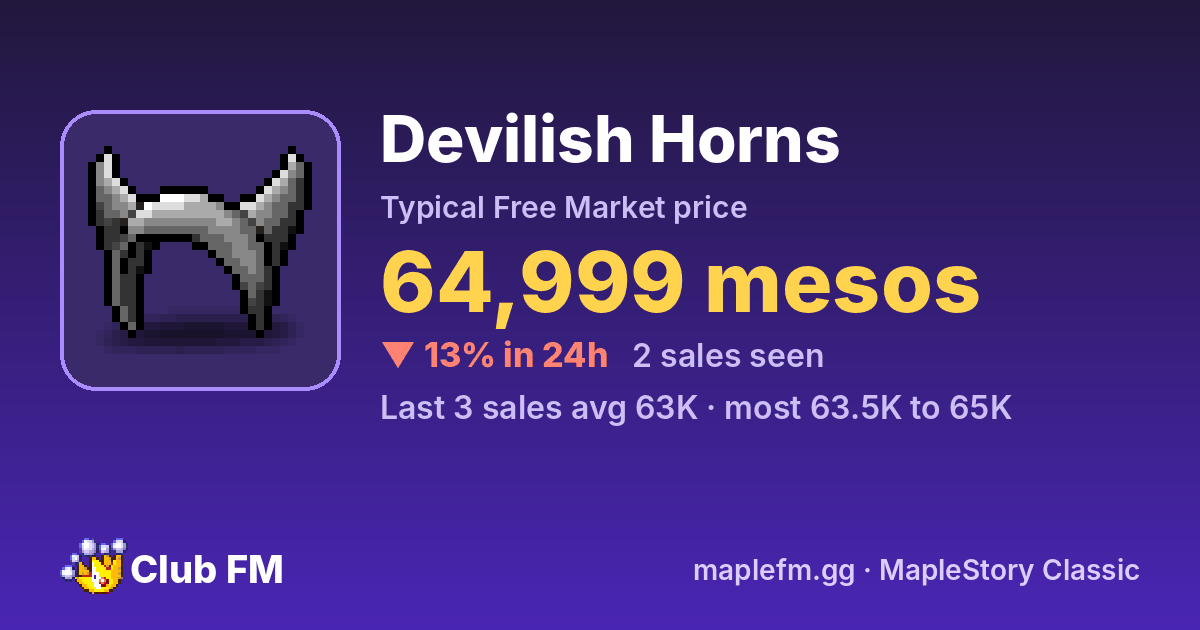 Devilish Horns
Typical Free Market price
64,999 mesos
▼ 13% in 24h 2 sales seen
Last 3 sales avg 63K · most 63.5K to 65K
Club FM
maplefm.gg · MapleStory Classic